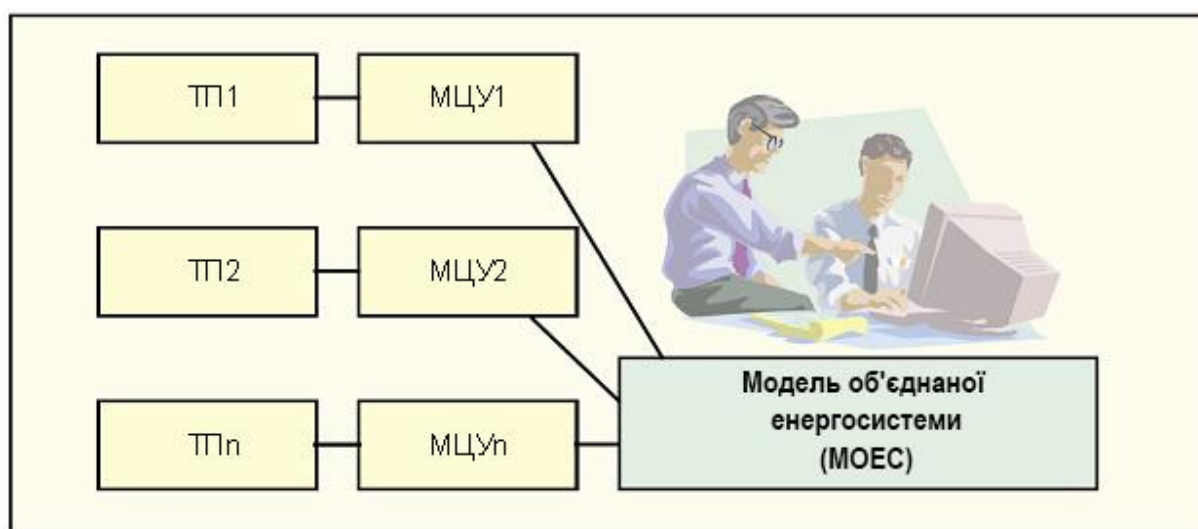 ТП1
МЦУ1
ТП2
МЦУ2
ТПn
МЦУn
Модель об'єднаної
енергосистеми
(МОЕС)